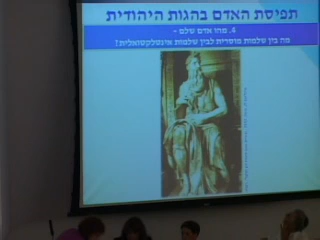 תפיסת האדם בהגות היהודית
4. מהו אדם שלם -
מה בין שלמות מוסרית לבין שלמות אינטלקטואלית?